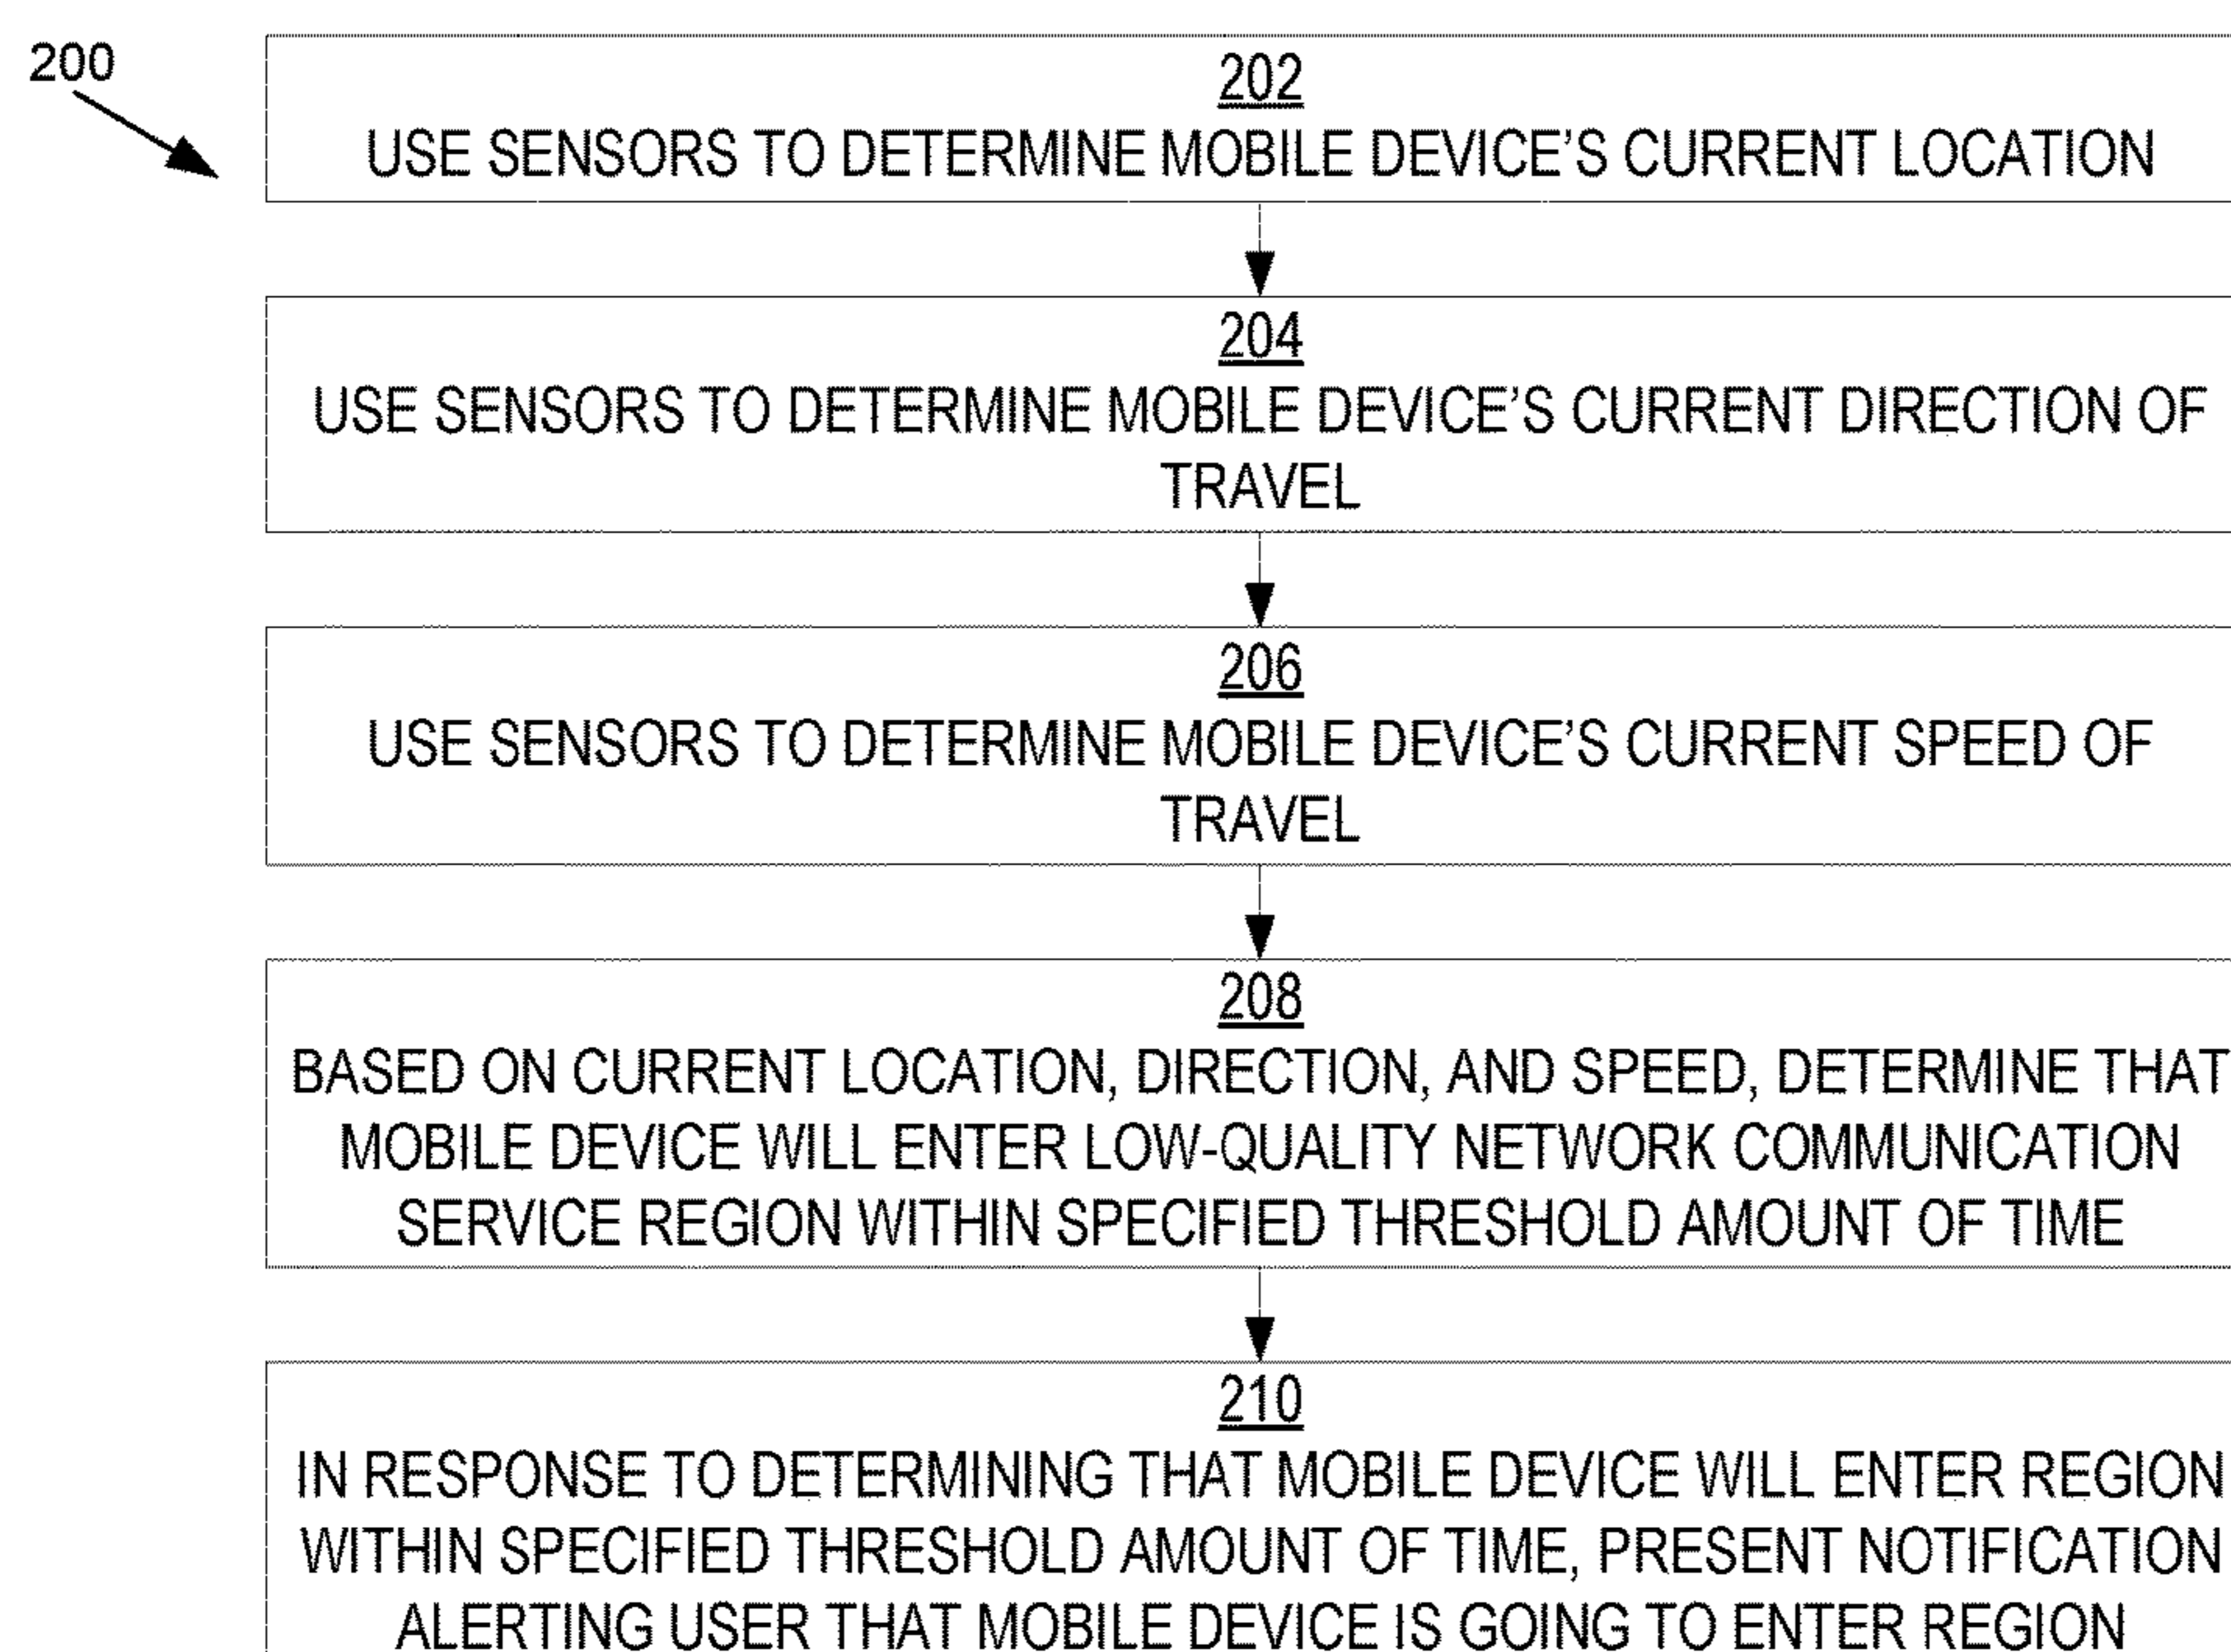 200
202
USE SENSORS TO DETERMINE MOBILE DEVICE'S CURRENT LOCATION
204
USE SENSORS TO DETERMINE MOBILE DEVICE'S CURRENT DIRECTION OF
TRAVEL
206
USE SENSORS TO DETERMINE MOBILE DEVICE'S CURRENT SPEED OF
TRAVEL
208
BASED ON CURRENT LOCATION, DIRECTION, AND SPEED, DETERMINE THAT
MOBILE DEVICE WILL ENTER LOW-QUALITY NETWORK COMMUNICATION
SERVICE REGION WITHIN SPECIFIED THRESHOLD AMOUNT OF TIME
210
IN RESPONSE TO DETERMINING THAT MOBILE DEVICE WILL ENTER REGION
WITHIN SPECIFIED THRESHOLD AMOUNT OF TIME, PRESENT NOTIFICATION
ALERTING USER THAT MOBILE DEVICE IS GOING TO ENTER REGION